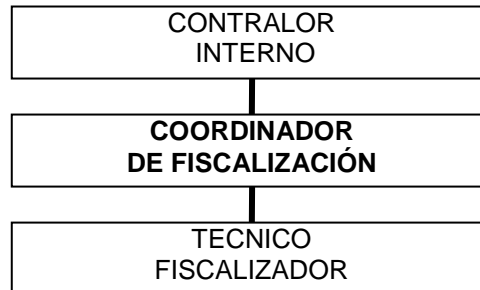 CONTRALOR
INTERNO
COORDINADOR
DE FISCALIZACIÓN
TECNICO
FISCALIZADOR